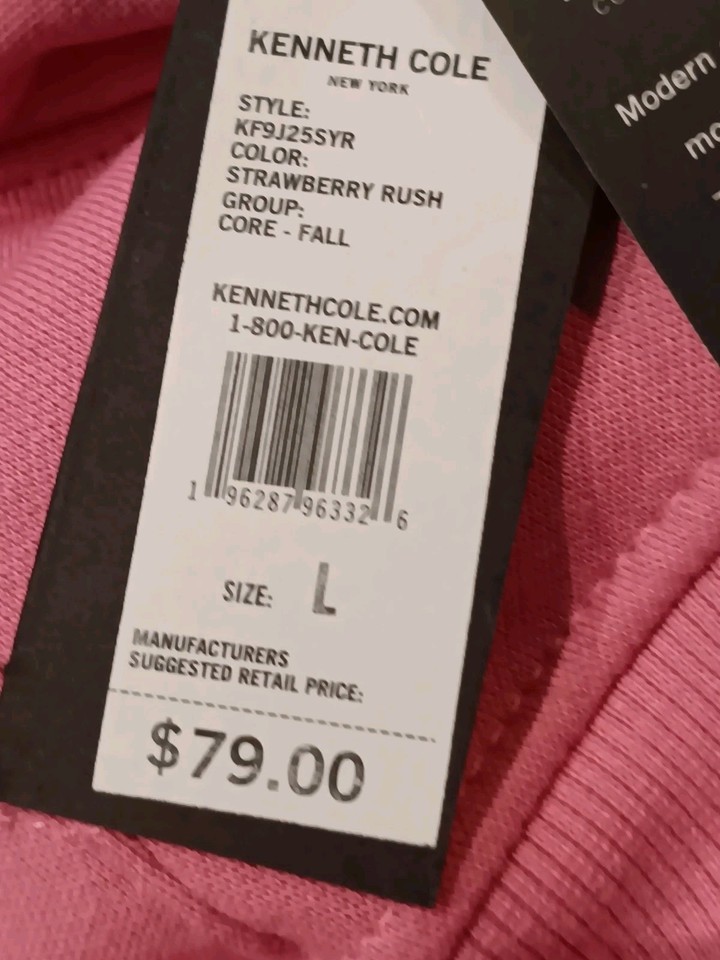 KENNETH COLE
NEW YORK
STYLE:
KF9J25SYR
COLOR:
STRAWBERRY RUSH
GROUP:
CORE - FALL
KENNETHCOLE.COM
1-800-KEN-COLE
1 96287 96332 6
SIZE: L
MANUFACTURERS
SUGGESTED RETAIL PRICE:
$79.00
Modern